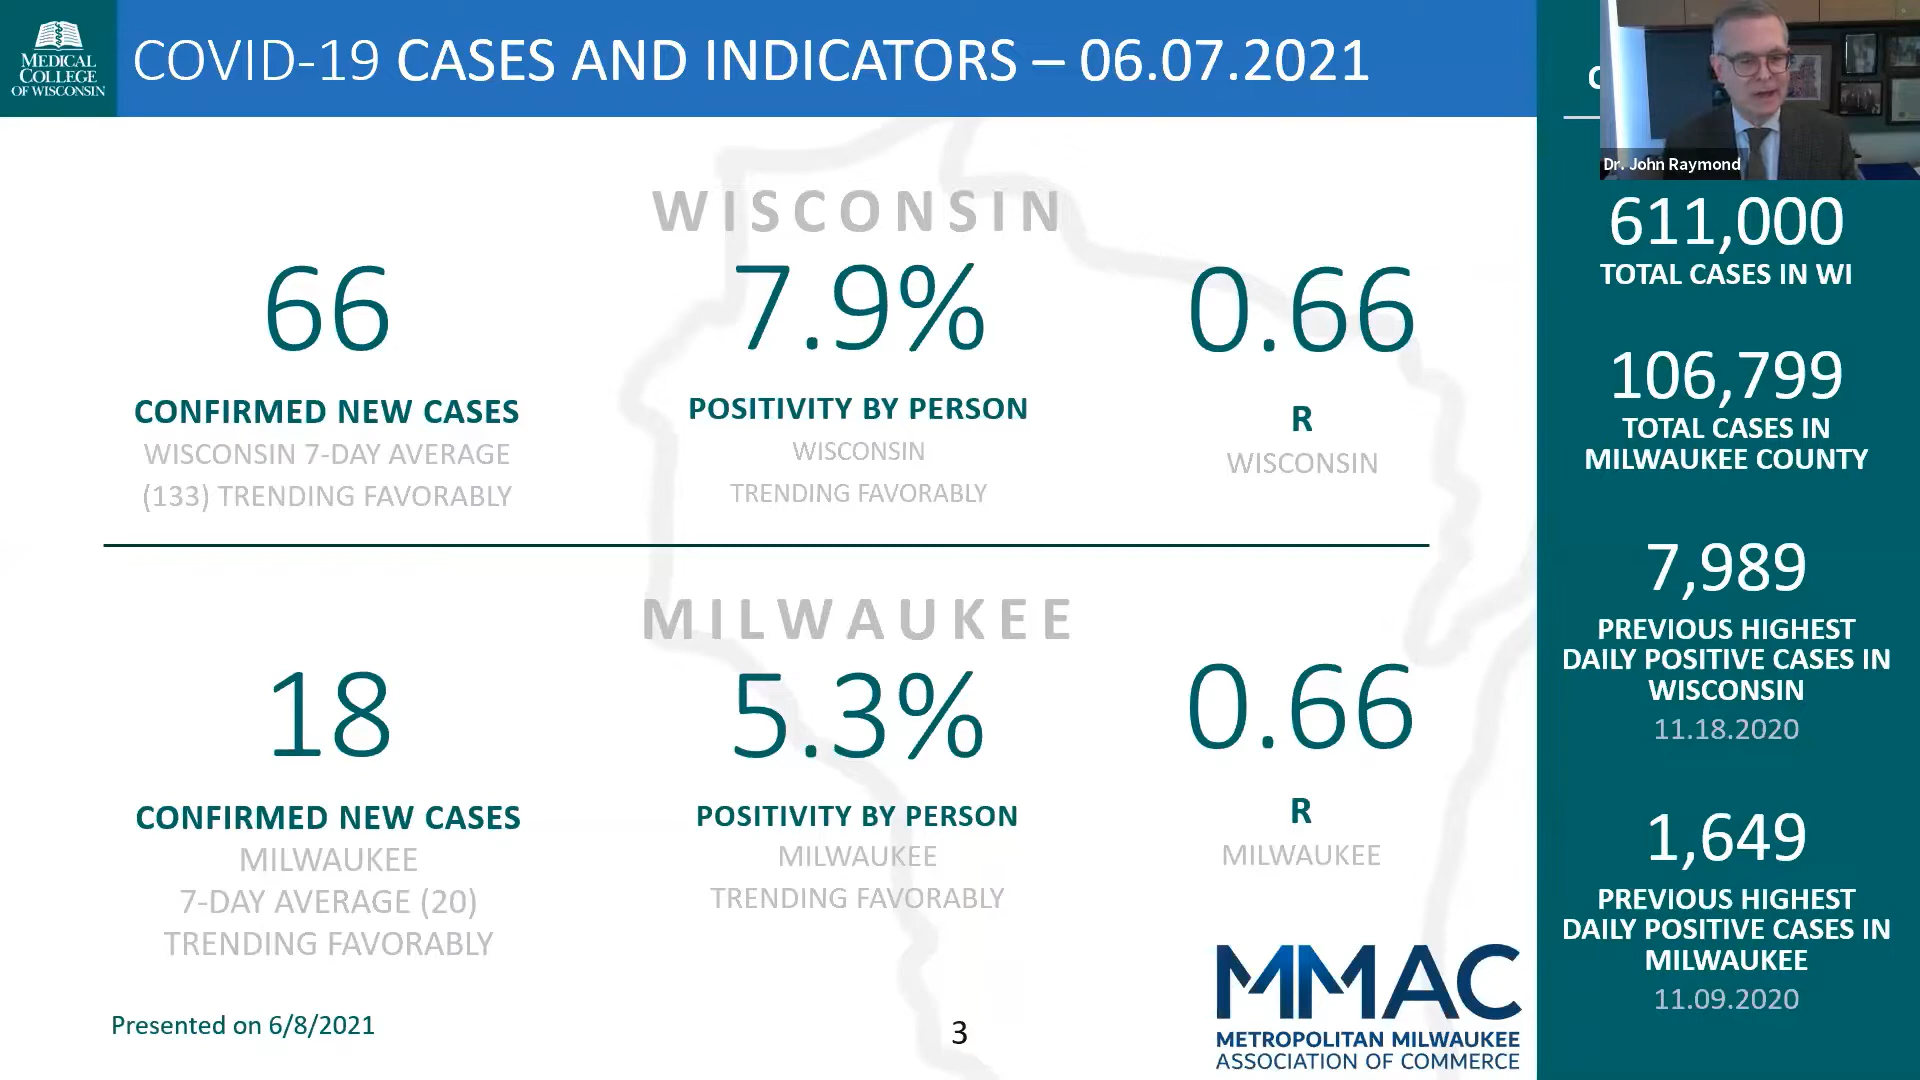 MEDICAL
COLLEGE
OF WISCONSIN
COVID-19 CASES AND INDICATORS – 06.07.2021
Dr. John Raymond
WISCONSIN
66
CONFIRMED NEW CASES
WISCONSIN 7-DAY AVERAGE
(133) TRENDING FAVORABLY
7.9%
POSITIVITY BY PERSON
WISCONSIN
TRENDING FAVORABLY
0.66
R
WISCONSIN
MILWAUKEE
18
CONFIRMED NEW CASES
MILWAUKEE
7-DAY AVERAGE (20)
TRENDING FAVORABLY
5.3%
POSITIVITY BY PERSON
MILWAUKEE
TRENDING FAVORABLY
0.66
R
MILWAUKEE
Presented on 6/8/2021
3
MMAC
METROPOLITAN MILWAUKEE
ASSOCIATION OF COMMERCE
611,000
TOTAL CASES IN WI
106,799
TOTAL CASES IN
MILWAUKEE COUNTY
7,989
PREVIOUS HIGHEST
DAILY POSITIVE CASES IN
WISCONSIN
11.18.2020
1,649
PREVIOUS HIGHEST
DAILY POSITIVE CASES IN
MILWAUKEE
11.09.2020